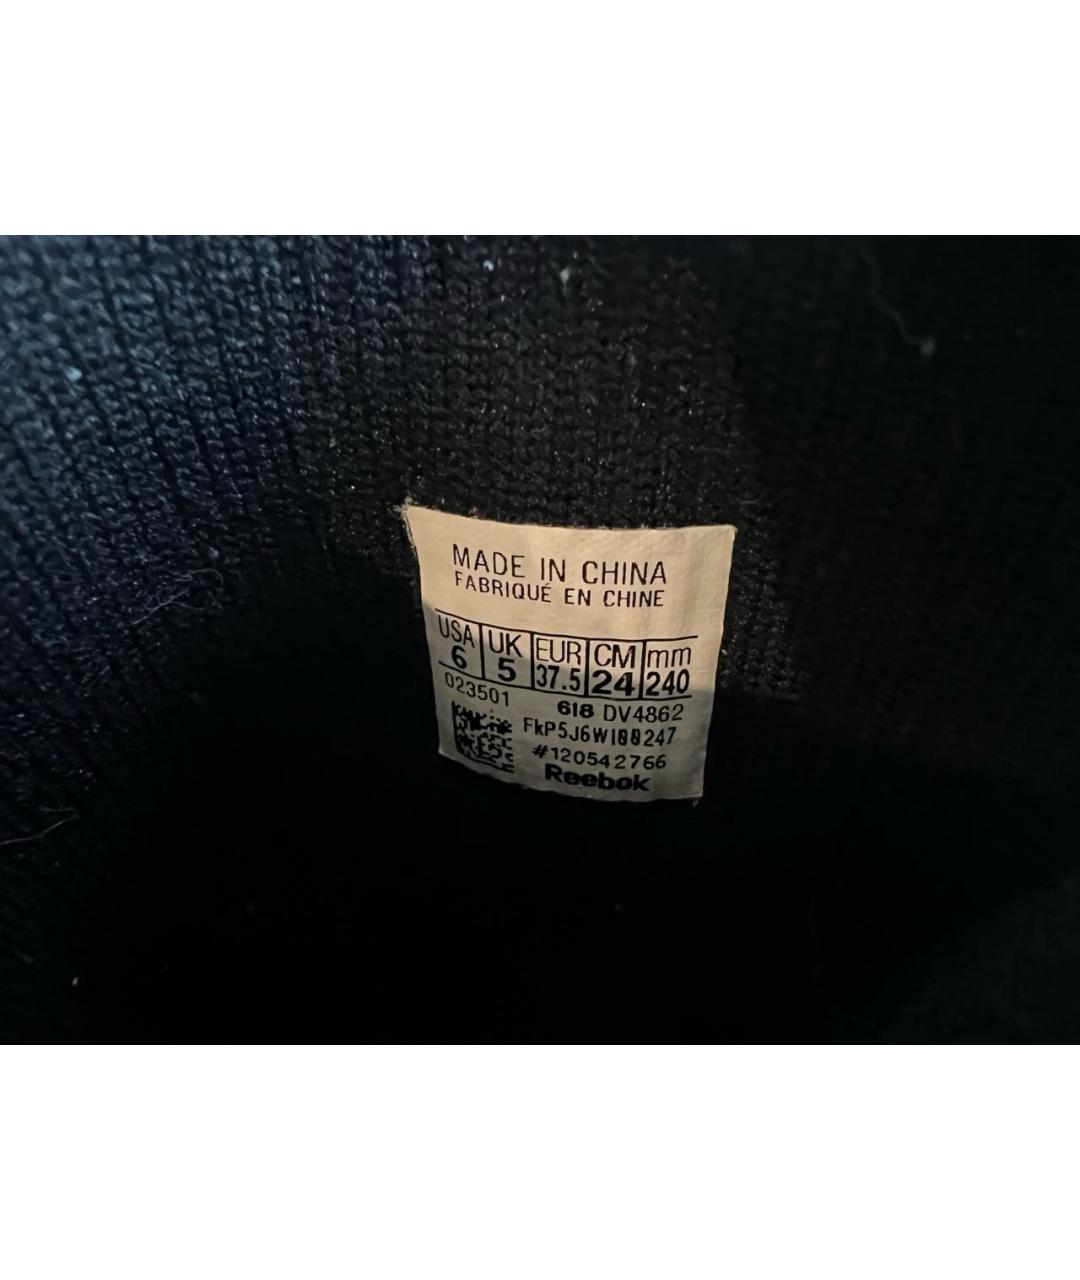 MADE IN CHINA
FABRIQUÉ EN CHINE
USA UK EUR CM mm
6 5 37.5 24 240
023501
618 DV4862
FkP5J6W100247
#120542766
Reebok